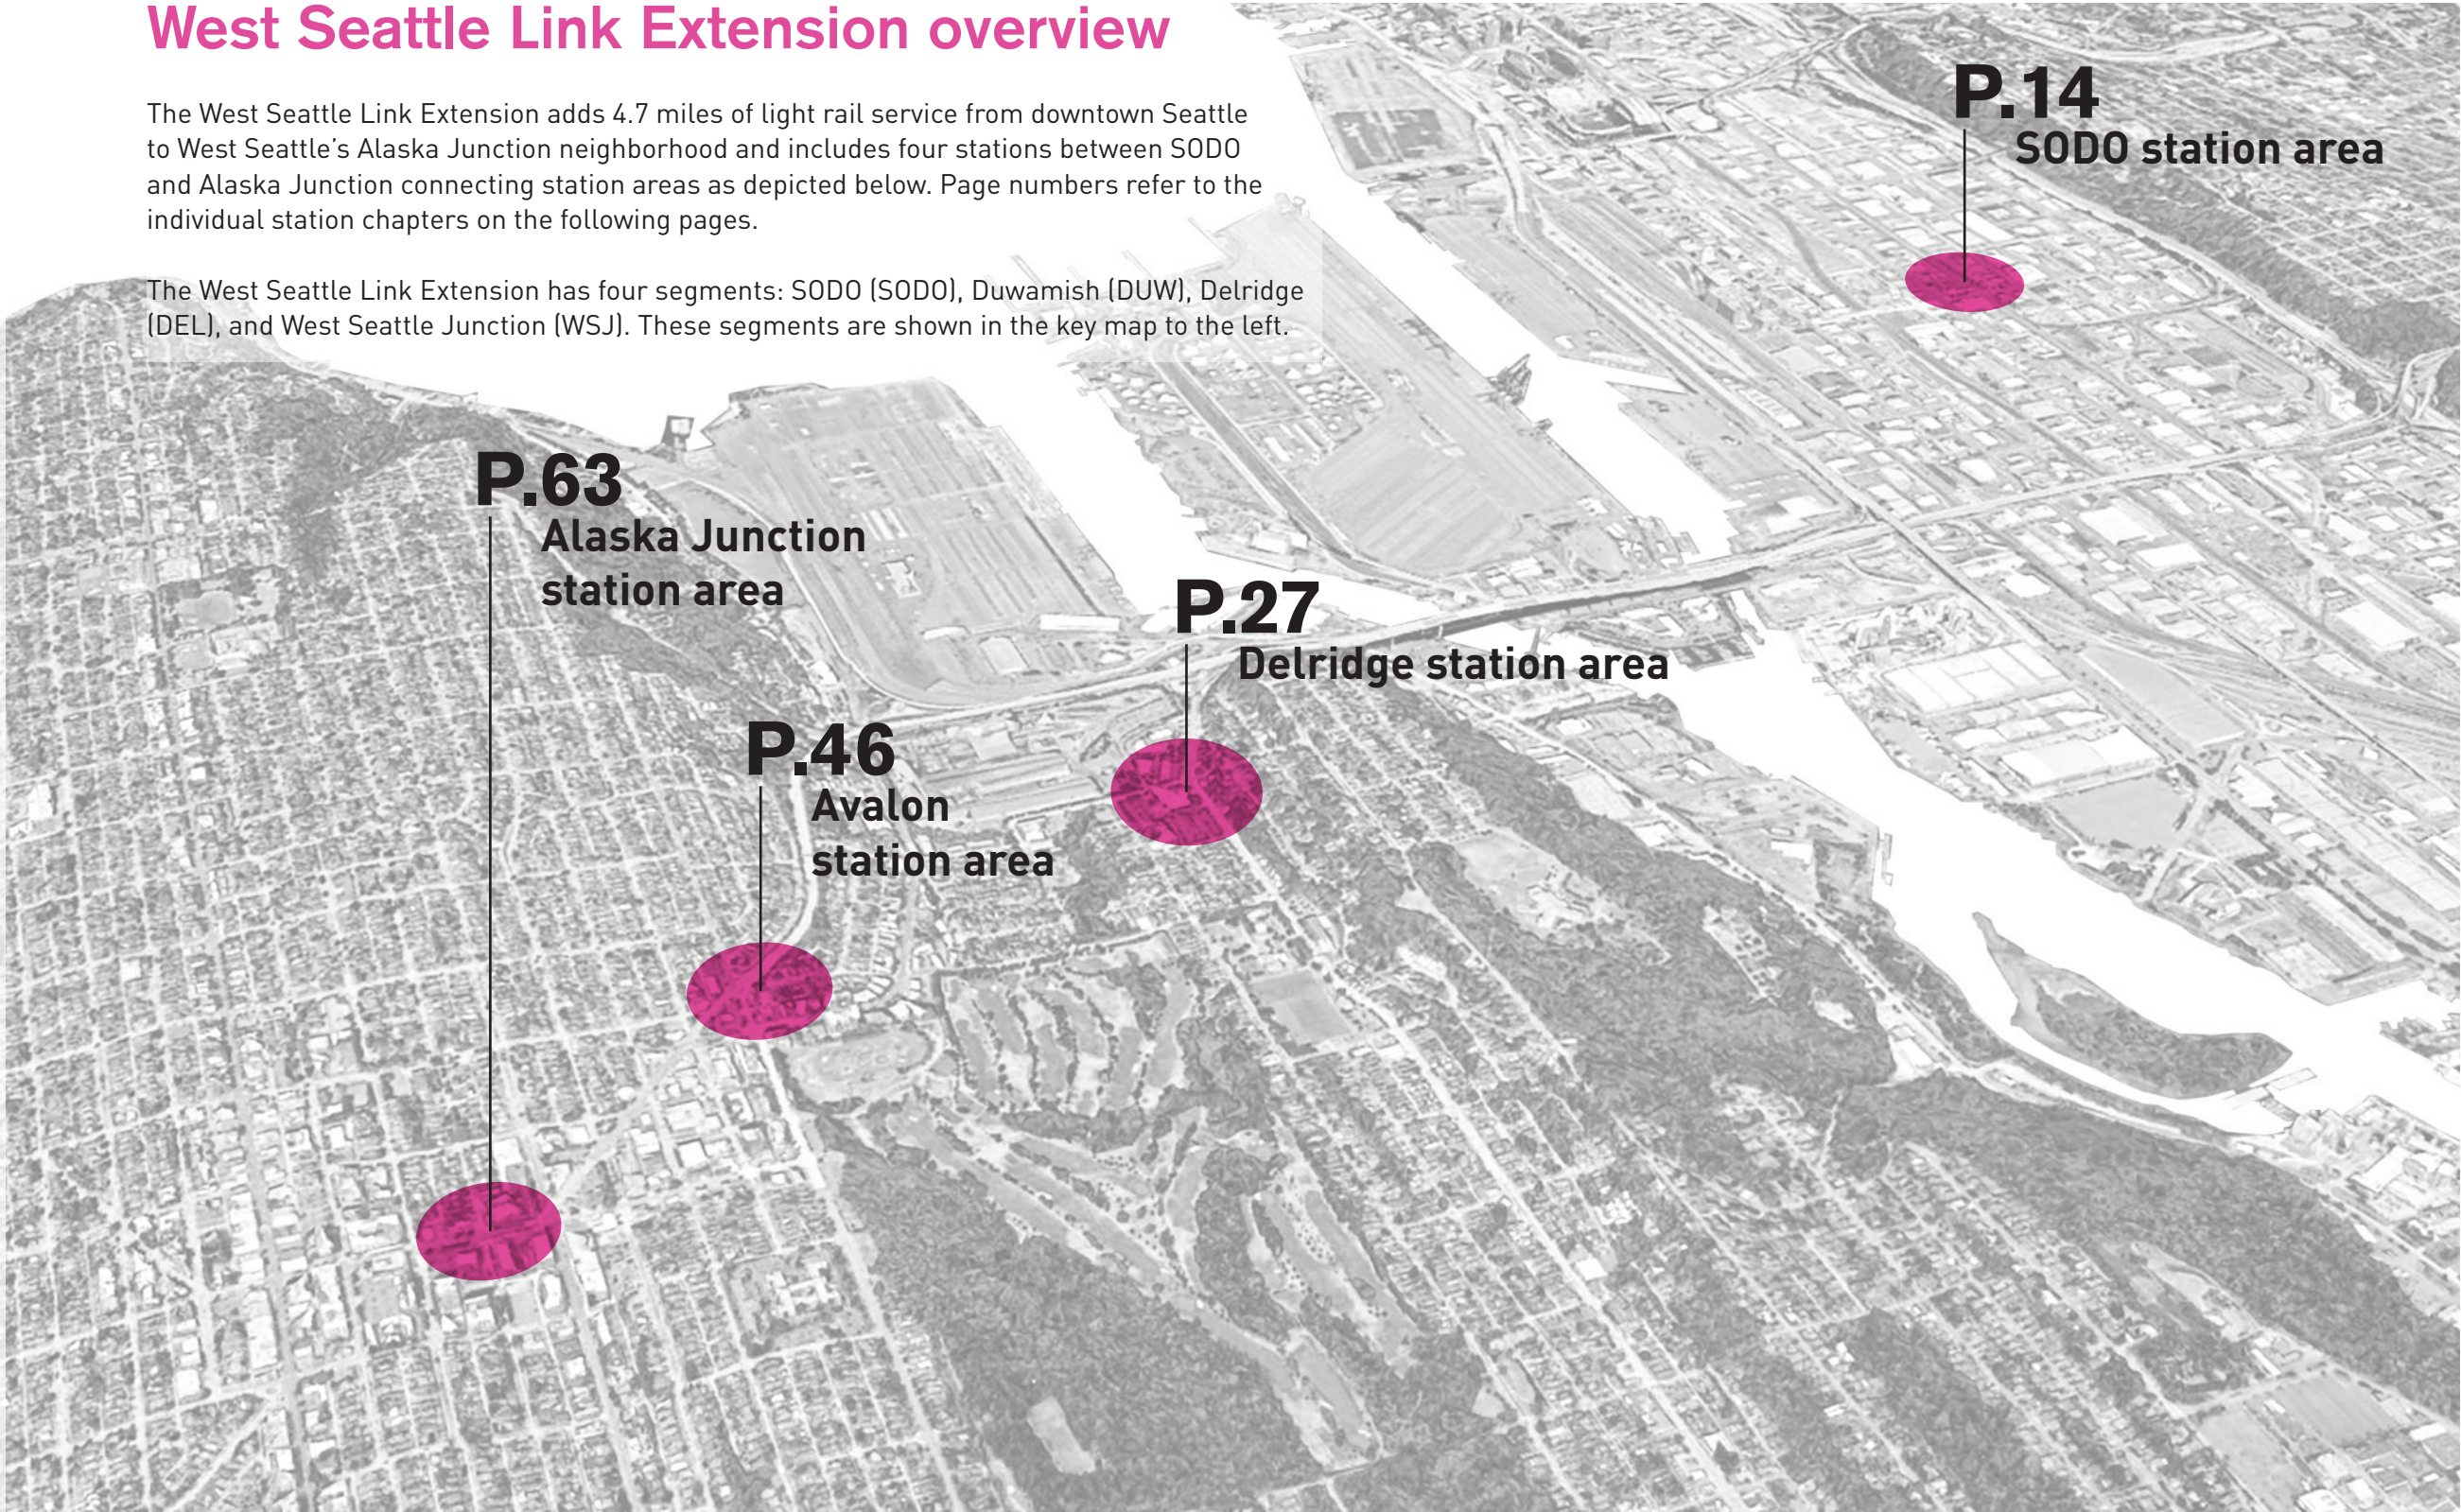 West Seattle Link Extension overview
The West Seattle Link Extension adds 4.7 miles of light rail service from downtown Seattle
to West Seattle’s Alaska Junction neighborhood and includes four stations between SODO
and Alaska Junction connecting station areas as depicted below. Page numbers refer to the
individual station chapters on the following pages.
The West Seattle Link Extension has four segments: SODO (SODO), Duwamish (DUW), Delridge
(DEL), and West Seattle Junction (WSJ). These segments are shown in the key map to the left.
P.14
SODO station area
P.63
Alaska Junction
station area
P.27
Delridge station area
P.46
Avalon
station area